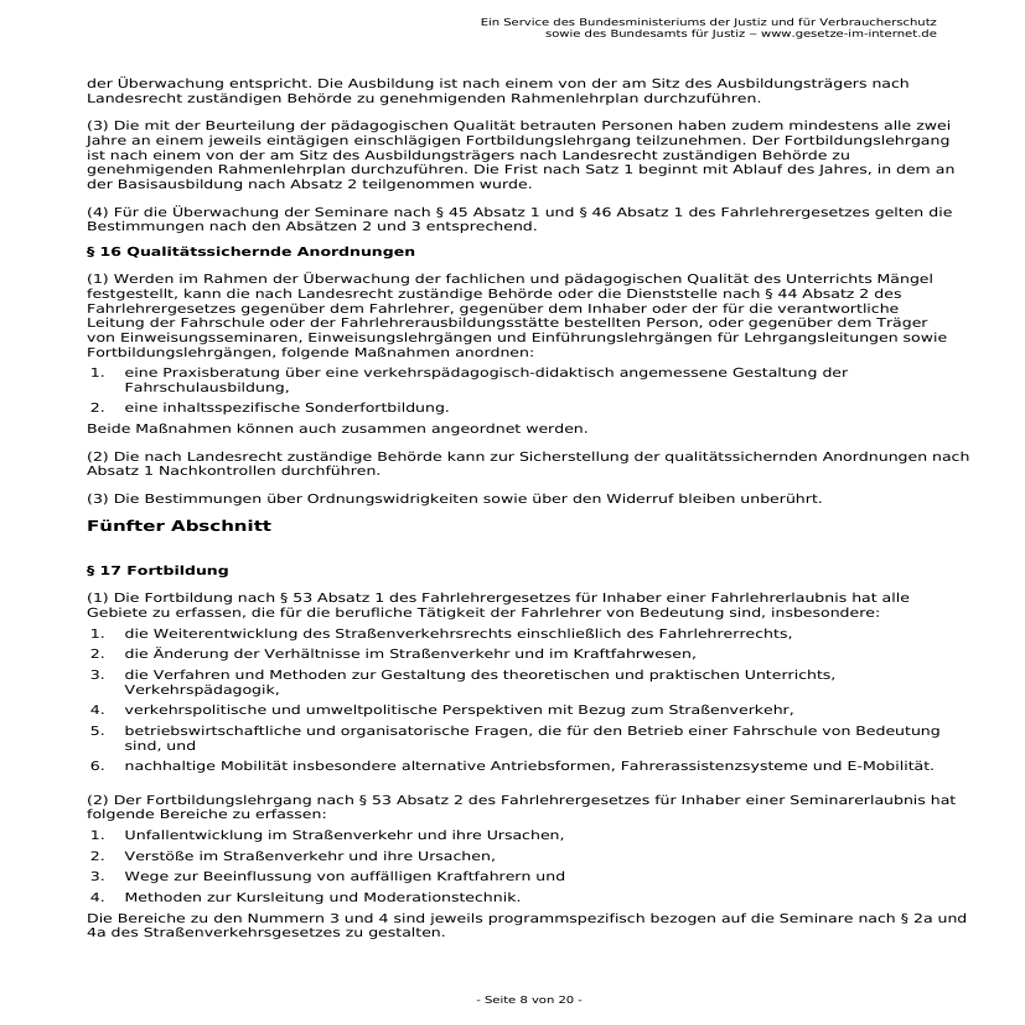 Ein Service des Bundesministeriums der Justiz und für Verbraucherschutz
sowie des Bundesamts für Justiz – www.gesetze-im-internet.de
der Überwachung entspricht. Die Ausbildung ist nach einem von der am Sitz des Ausbildungsträgers nach
Landesrecht zuständigen Behörde zu genehmigenden Rahmenlehrplan durchzuführen.
(3) Die mit der Beurteilung der pädagogischen Qualität betrauten Personen haben zudem mindestens alle zwei
Jahre an einem jeweils eintägigen einschlägigen Fortbildungslehrgang teilzunehmen. Der Fortbildungslehrgang
ist nach einem von der am Sitz des Ausbildungsträgers nach Landesrecht zuständigen Behörde zu
genehmigenden Rahmenlehrplan durchzuführen. Die Frist nach Satz 1 beginnt mit Ablauf des Jahres, in dem an
der Basisausbildung nach Absatz 2 teilgenommen wurde.
(4) Für die Überwachung der Seminare nach § 45 Absatz 1 und § 46 Absatz 1 des Fahrlehrergesetzes gelten die
Bestimmungen nach den Absätzen 2 und 3 entsprechend.
§ 16 Qualitätssichernde Anordnungen
(1) Werden im Rahmen der Überwachung der fachlichen und pädagogischen Qualität des Unterrichts Mängel
festgestellt, kann die nach Landesrecht zuständige Behörde oder die Dienststelle nach § 44 Absatz 2 des
Fahrlehrergesetzes gegenüber dem Fahrlehrer, gegenüber dem Inhaber oder der für die verantwortliche
Leitung der Fahrschule oder der Fahrlehrerausbildungsstätte bestellten Person, oder gegenüber dem Träger
von Einweisungsseminaren, Einweisungslehrgängen und Einführungslehrgängen für Lehrgangsleitungen sowie
Fortbildungslehrgängen, folgende Maßnahmen anordnen:
1. eine Praxisberatung über eine verkehrspädagogisch-didaktisch angemessene Gestaltung der
Fahrschulausbildung,
2. eine inhaltsspezifische Sonderfortbildung.
Beide Maßnahmen können auch zusammen angeordnet werden.
(2) Die nach Landesrecht zuständige Behörde kann zur Sicherstellung der qualitätssichernden Anordnungen nach
Absatz 1 Nachkontrollen durchführen.
(3) Die Bestimmungen über Ordnungswidrigkeiten sowie über den Widerruf bleiben unberührt.
Fünfter Abschnitt
§ 17 Fortbildung
(1) Die Fortbildung nach § 53 Absatz 1 des Fahrlehrergesetzes für Inhaber einer Fahrlehrerlaubnis hat alle
Gebiete zu erfassen, die für die berufliche Tätigkeit der Fahrlehrer von Bedeutung sind, insbesondere:
1. die Weiterentwicklung des Straßenverkehrsrechts einschließlich des Fahrlehrerrechts,
2. die Änderung der Verhältnisse im Straßenverkehr und im Kraftfahrwesen,
3. die Verfahren und Methoden zur Gestaltung des theoretischen und praktischen Unterrichts,
Verkehrspädagogik,
4. verkehrspolitische und umweltpolitische Perspektiven mit Bezug zum Straßenverkehr,
5. betriebswirtschaftliche und organisatorische Fragen, die für den Betrieb einer Fahrschule von Bedeutung
sind, und
6. nachhaltige Mobilität insbesondere alternative Antriebsformen, Fahrerassistenzsysteme und E-Mobilität.
(2) Der Fortbildungslehrgang nach § 53 Absatz 2 des Fahrlehrergesetzes für Inhaber einer Seminarerlaubnis hat
folgende Bereiche zu erfassen:
1. Unfallentwicklung im Straßenverkehr und ihre Ursachen,
2. Verstöße im Straßenverkehr und ihre Ursachen,
3. Wege zur Beeinflussung von auffälligen Kraftfahrern und
4. Methoden zur Kursleitung und Moderationstechnik.
Die Bereiche zu den Nummern 3 und 4 sind jeweils programmspezifisch bezogen auf die Seminare nach § 2a und
4a des Straßenverkehrsgesetzes zu gestalten.
- Seite 8 von 20 -